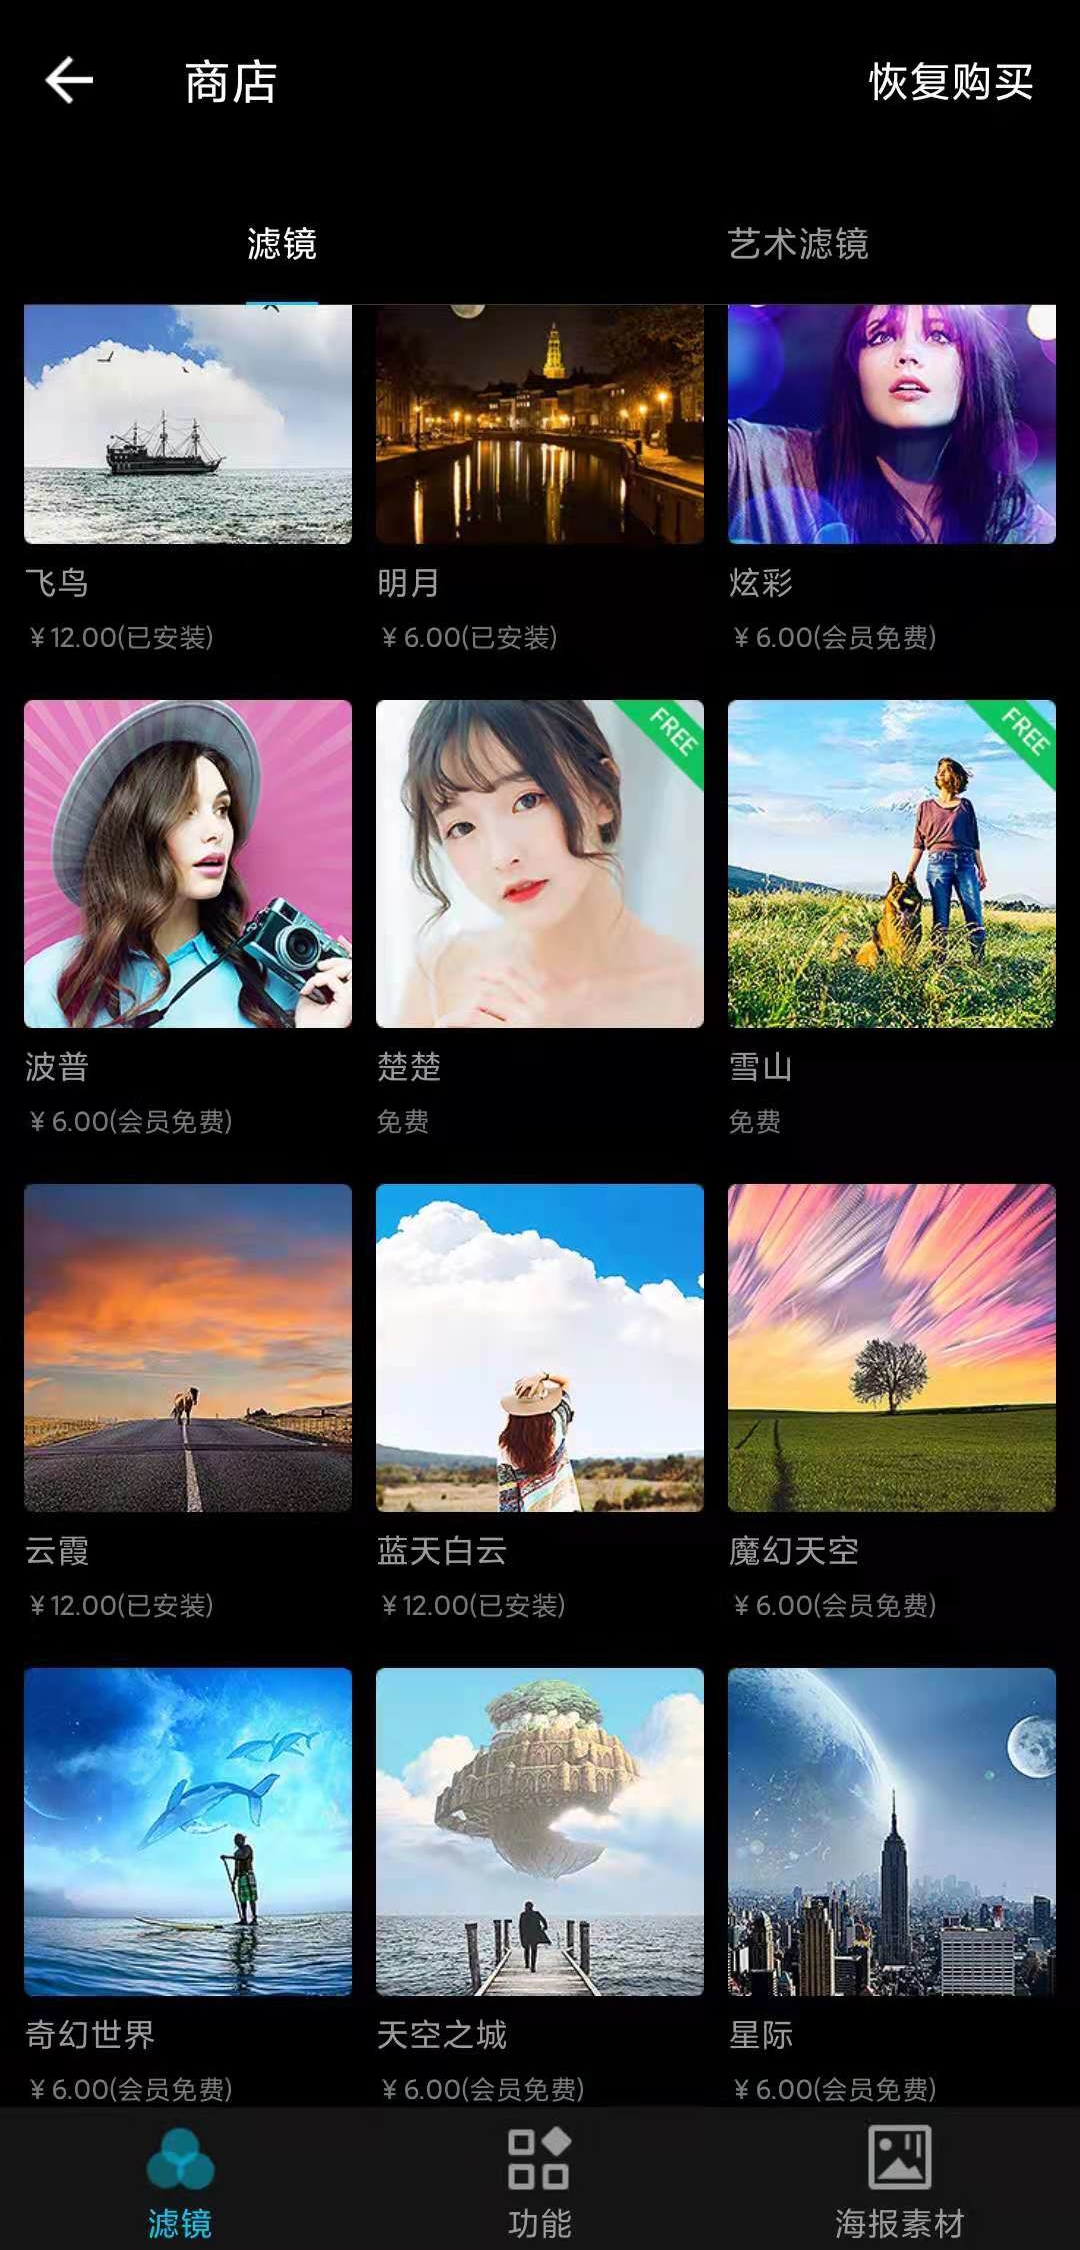 商店
恢复购买
滤镜
艺术滤镜
飞鸟
明月
炫彩
¥12.00(已安装)
¥6.00(已安装)
¥6.00(会员免费)
FREE
FREE
波普
楚楚
雪山
¥6.00(会员免费)
免费
免费
云霞
蓝天白云
魔幻天空
¥12.00(已安装)
¥12.00(已安装)
¥6.00(会员免费)
奇幻世界
天空之城
星际
¥6.00(会员免费)
¥6.00(会员免费)
¥6.00(会员免费)
滤镜
功能
海报素材